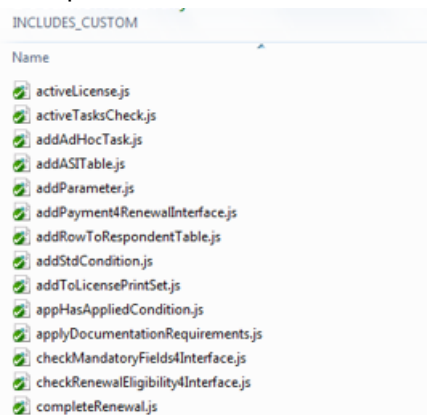 INCLUDES_CUSTOM
Name
activeLicense.js
activeTasksCheck.js
addAdHocTask.js
addASITable.js
addParameter.js
addPayment4RenewalInterface.js
addRowToRespondentTable.js
addStdCondition.js
addToLicensePrintSet.js
appHasAppliedCondition.js
applyDocumentationRequirements.js
checkMandatoryFields4Interface.js
checkRenewalEligibility4Interface.js
completeRenewal.js